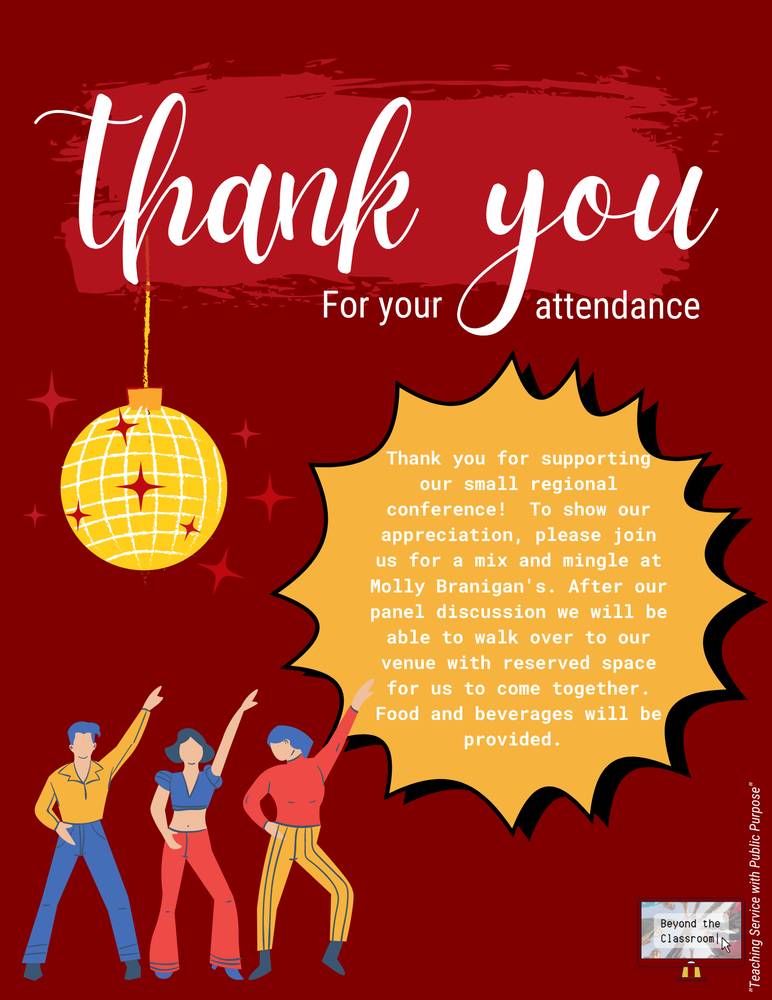 thank you
For your attendance
Thank you for supporting
our small regional
conference!  To show our
appreciation, please join
us for a mix and mingle at
Molly Branigan's. After our
panel discussion we will be
able to walk over to our
venue with reserved space
for us to come together.
Food and beverages will be
provided.
Beyond the
Classroom|
"Teaching Service with Public Purpose"